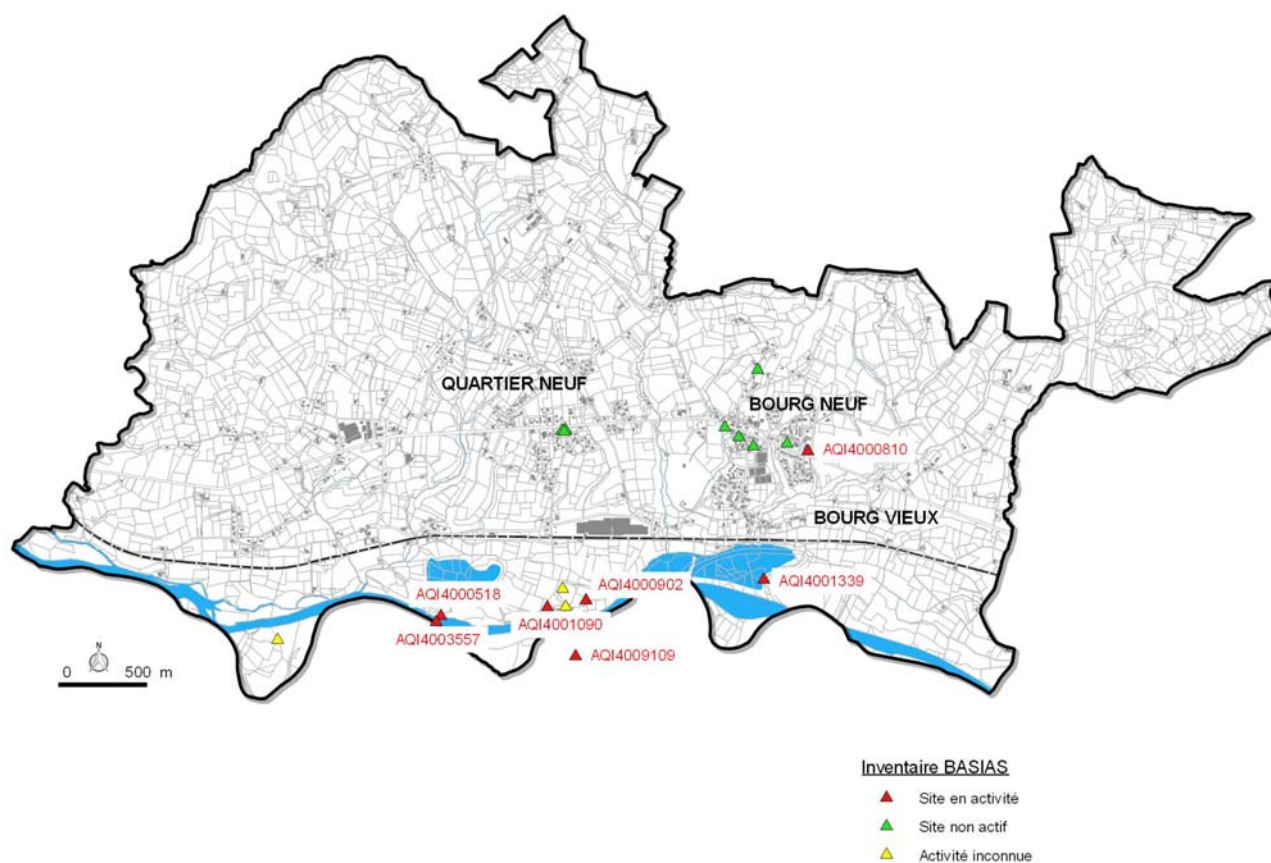 QUARTIER NEUF
BOURG NEUF
AQI4000810
BOURG VIEUX
AQI4000518
AQI4000902
AQI4001339
AQI4001090
AQI4003557
AQI4009109
N
0 500 m
Inventaire BASIAS
Site en activité
Site non actif
Activité inconnue